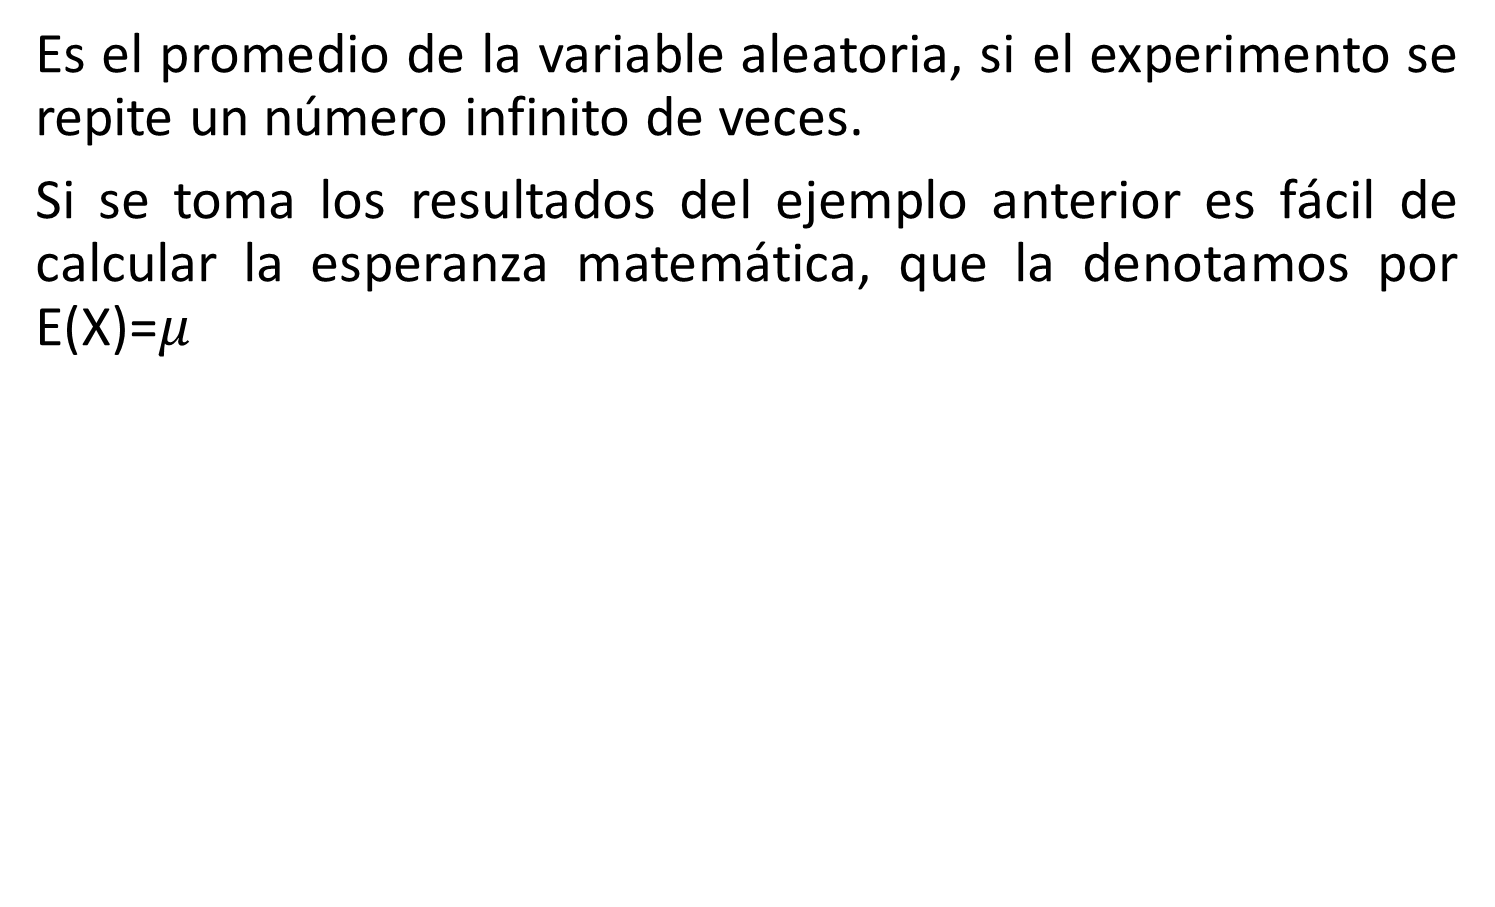 Es el promedio de la variable aleatoria, si el experimento se
repite un número infinito de veces.
Si se toma los resultados del ejemplo anterior es fácil de
calcular la esperanza matemática, que la denotamos por
E(X)=𝜇